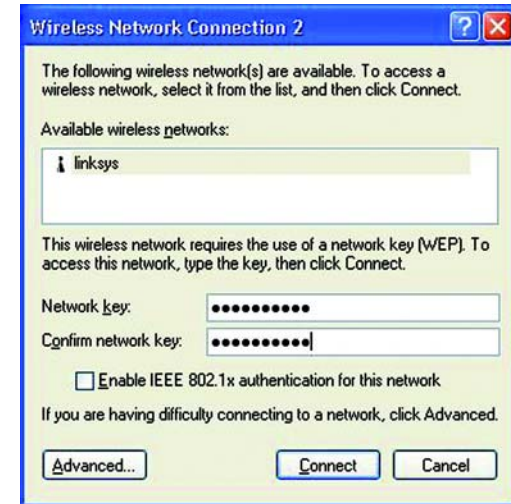 Wireless Network Connection 2
The following wireless network(s) are available. To access a
wireless network, select it from the list, and then click Connect.
Available wireless networks:
linksys
This wireless network requires the use of a network key (WEP). To
access this network, type the key, then click Connect.
Network key: ●●●●●●●●●●
Confirm network key: ●●●●●●●●●●
Enable IEEE 802.1x authentication for this network
If you are having difficulty connecting to a network, click Advanced.
Advanced... Connect Cancel